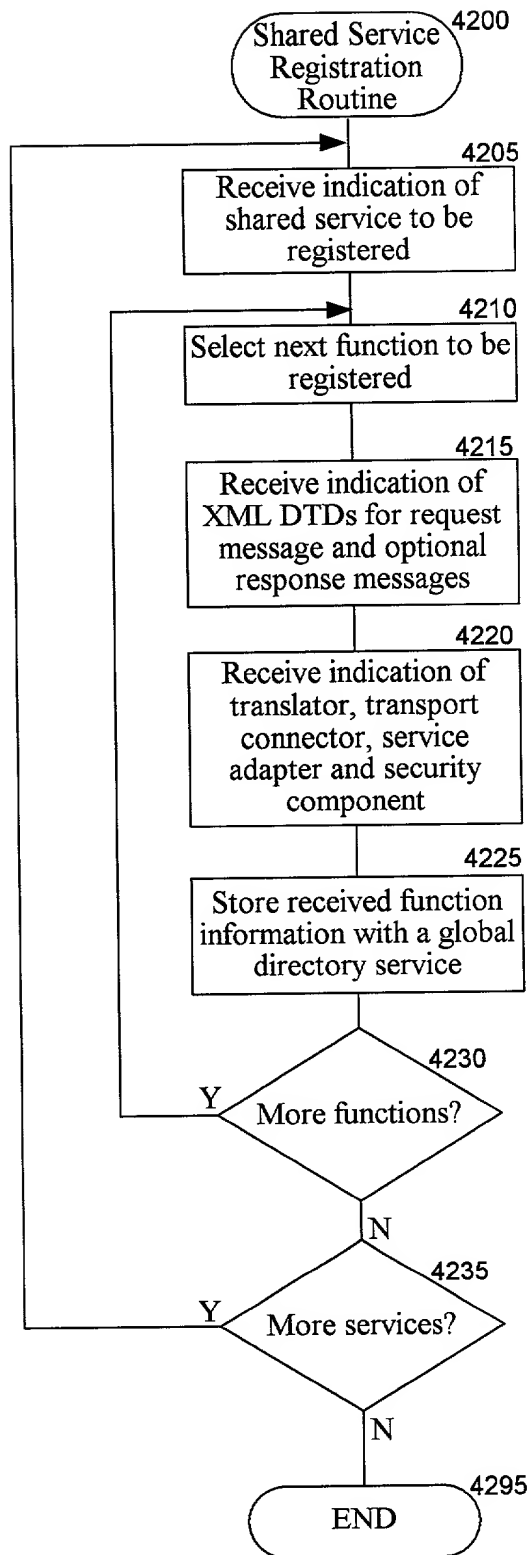 4200
Shared Service
Registration
Routine
4205
Receive indication of
shared service to be
registered
4210
Select next function to be
registered
4215
Receive indication of
XML DTDs for request
message and optional
response messages
4220
Receive indication of
translator, transport
connector, service
adapter and security
component
4225
Store received function
information with a global
directory service
4230
Y
More functions?
N
4235
Y
More services?
N
4295
END